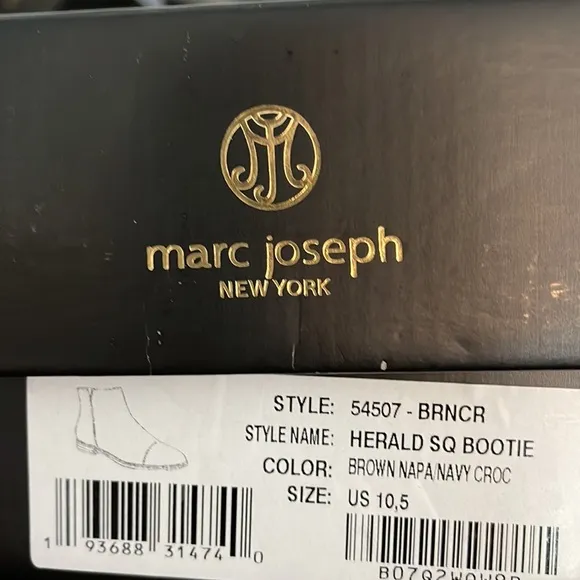 marc joseph
NEW YORK
STYLE: 54507 - BRNCR
STYLE NAME: HERALD SQ BOOTIE
COLOR: BROWN NAPA/NAVY CROC
SIZE: US 10,5
1 93688 31474 0